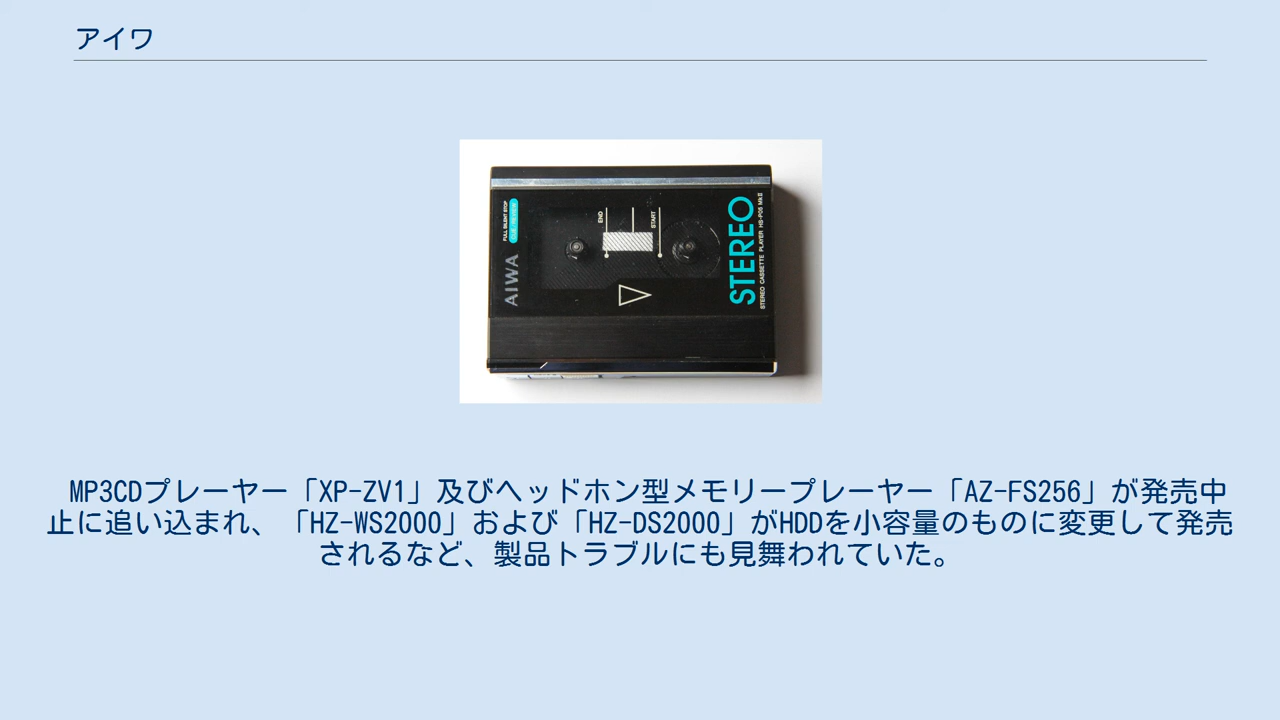 アイワ
FULL SILENT STOP
CUE/REVIEW
AIWA
END
START
STEREO
STEREO CASSETTE PLAYER HS-P05 MkII
MP3CDプレーヤー「XP-ZV1」及びヘッドホン型メモリープレーヤー「AZ-FS256」が発売中
止に追い込まれ、「HZ-WS2000」および「HZ-DS2000」がHDDを小容量のものに変更して発売
されるなど、製品トラブルにも見舞われていた。